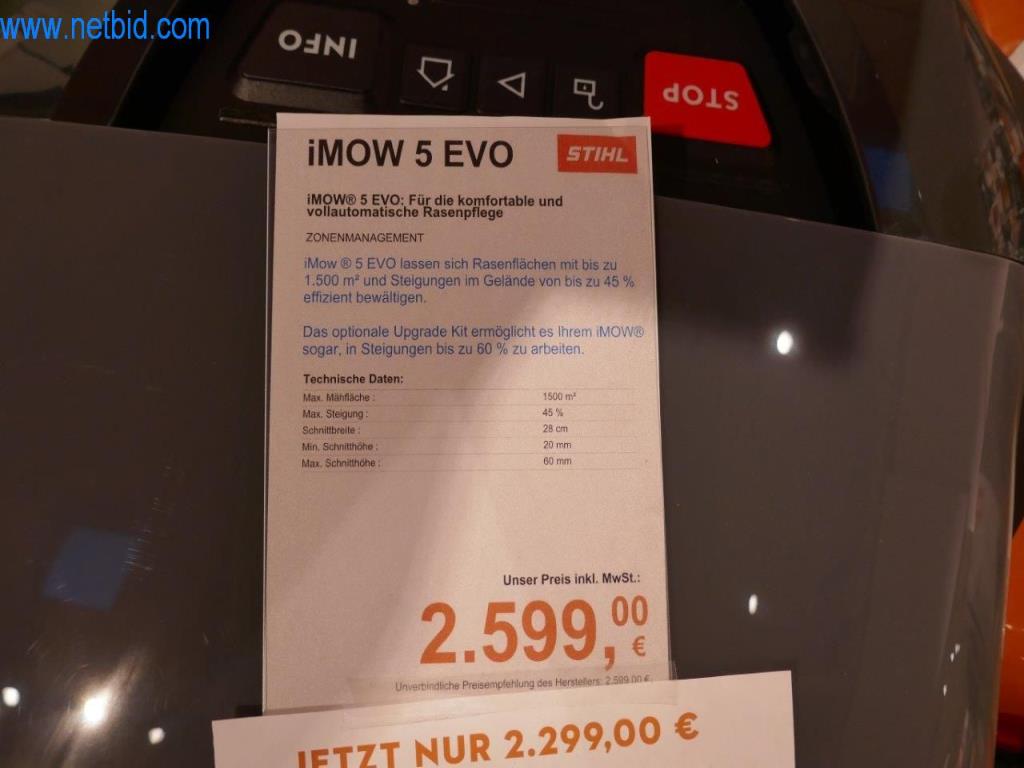 www.netbid.com
INFO
STOP
iMOW 5 EVO
STIHL
iMOW® 5 EVO: Für die komfortable und
vollautomatische Rasenpflege
ZONENMANAGEMENT
iMow ® 5 EVO lassen sich Rasenflächen mit bis zu
1.500 m² und Steigungen im Gelände von bis zu 45 %
effizient bewältigen.
Das optionale Upgrade Kit ermöglicht es Ihrem iMOW®
sogar, in Steigungen bis zu 60 % zu arbeiten.
Technische Daten:
Max. Mähfläche : 1500 m²
Max. Steigung : 45 %
Schnittbreite : 28 cm
Min. Schnitthöhe : 20 mm
Max. Schnitthöhe : 60 mm
Unser Preis inkl. MwSt.:
2.599,00 €
Unverbindliche Preisempfehlung des Herstellers: 2.599,00 €
JETZT NUR 2.299,00 €